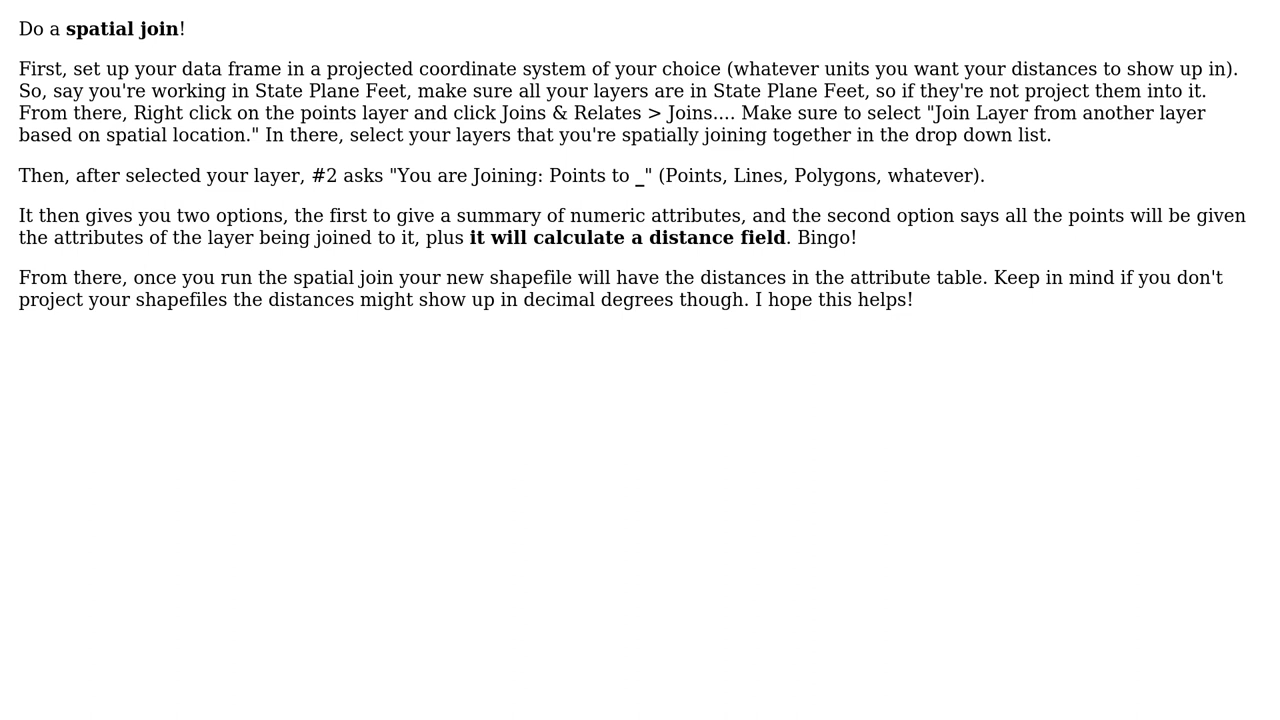 Do a spatial join!
First, set up your data frame in a projected coordinate system of your choice (whatever units you want your distances to show up in).
So, say you're working in State Plane Feet, make sure all your layers are in State Plane Feet, so if they're not project them into it.
From there, Right click on the points layer and click Joins & Relates > Joins.... Make sure to select "Join Layer from another layer
based on spatial location." In there, select your layers that you're spatially joining together in the drop down list.
Then, after selected your layer, #2 asks "You are Joining: Points to _" (Points, Lines, Polygons, whatever).
It then gives you two options, the first to give a summary of numeric attributes, and the second option says all the points will be given
the attributes of the layer being joined to it, plus it will calculate a distance field. Bingo!
From there, once you run the spatial join your new shapefile will have the distances in the attribute table. Keep in mind if you don't
project your shapefiles the distances might show up in decimal degrees though. I hope this helps!